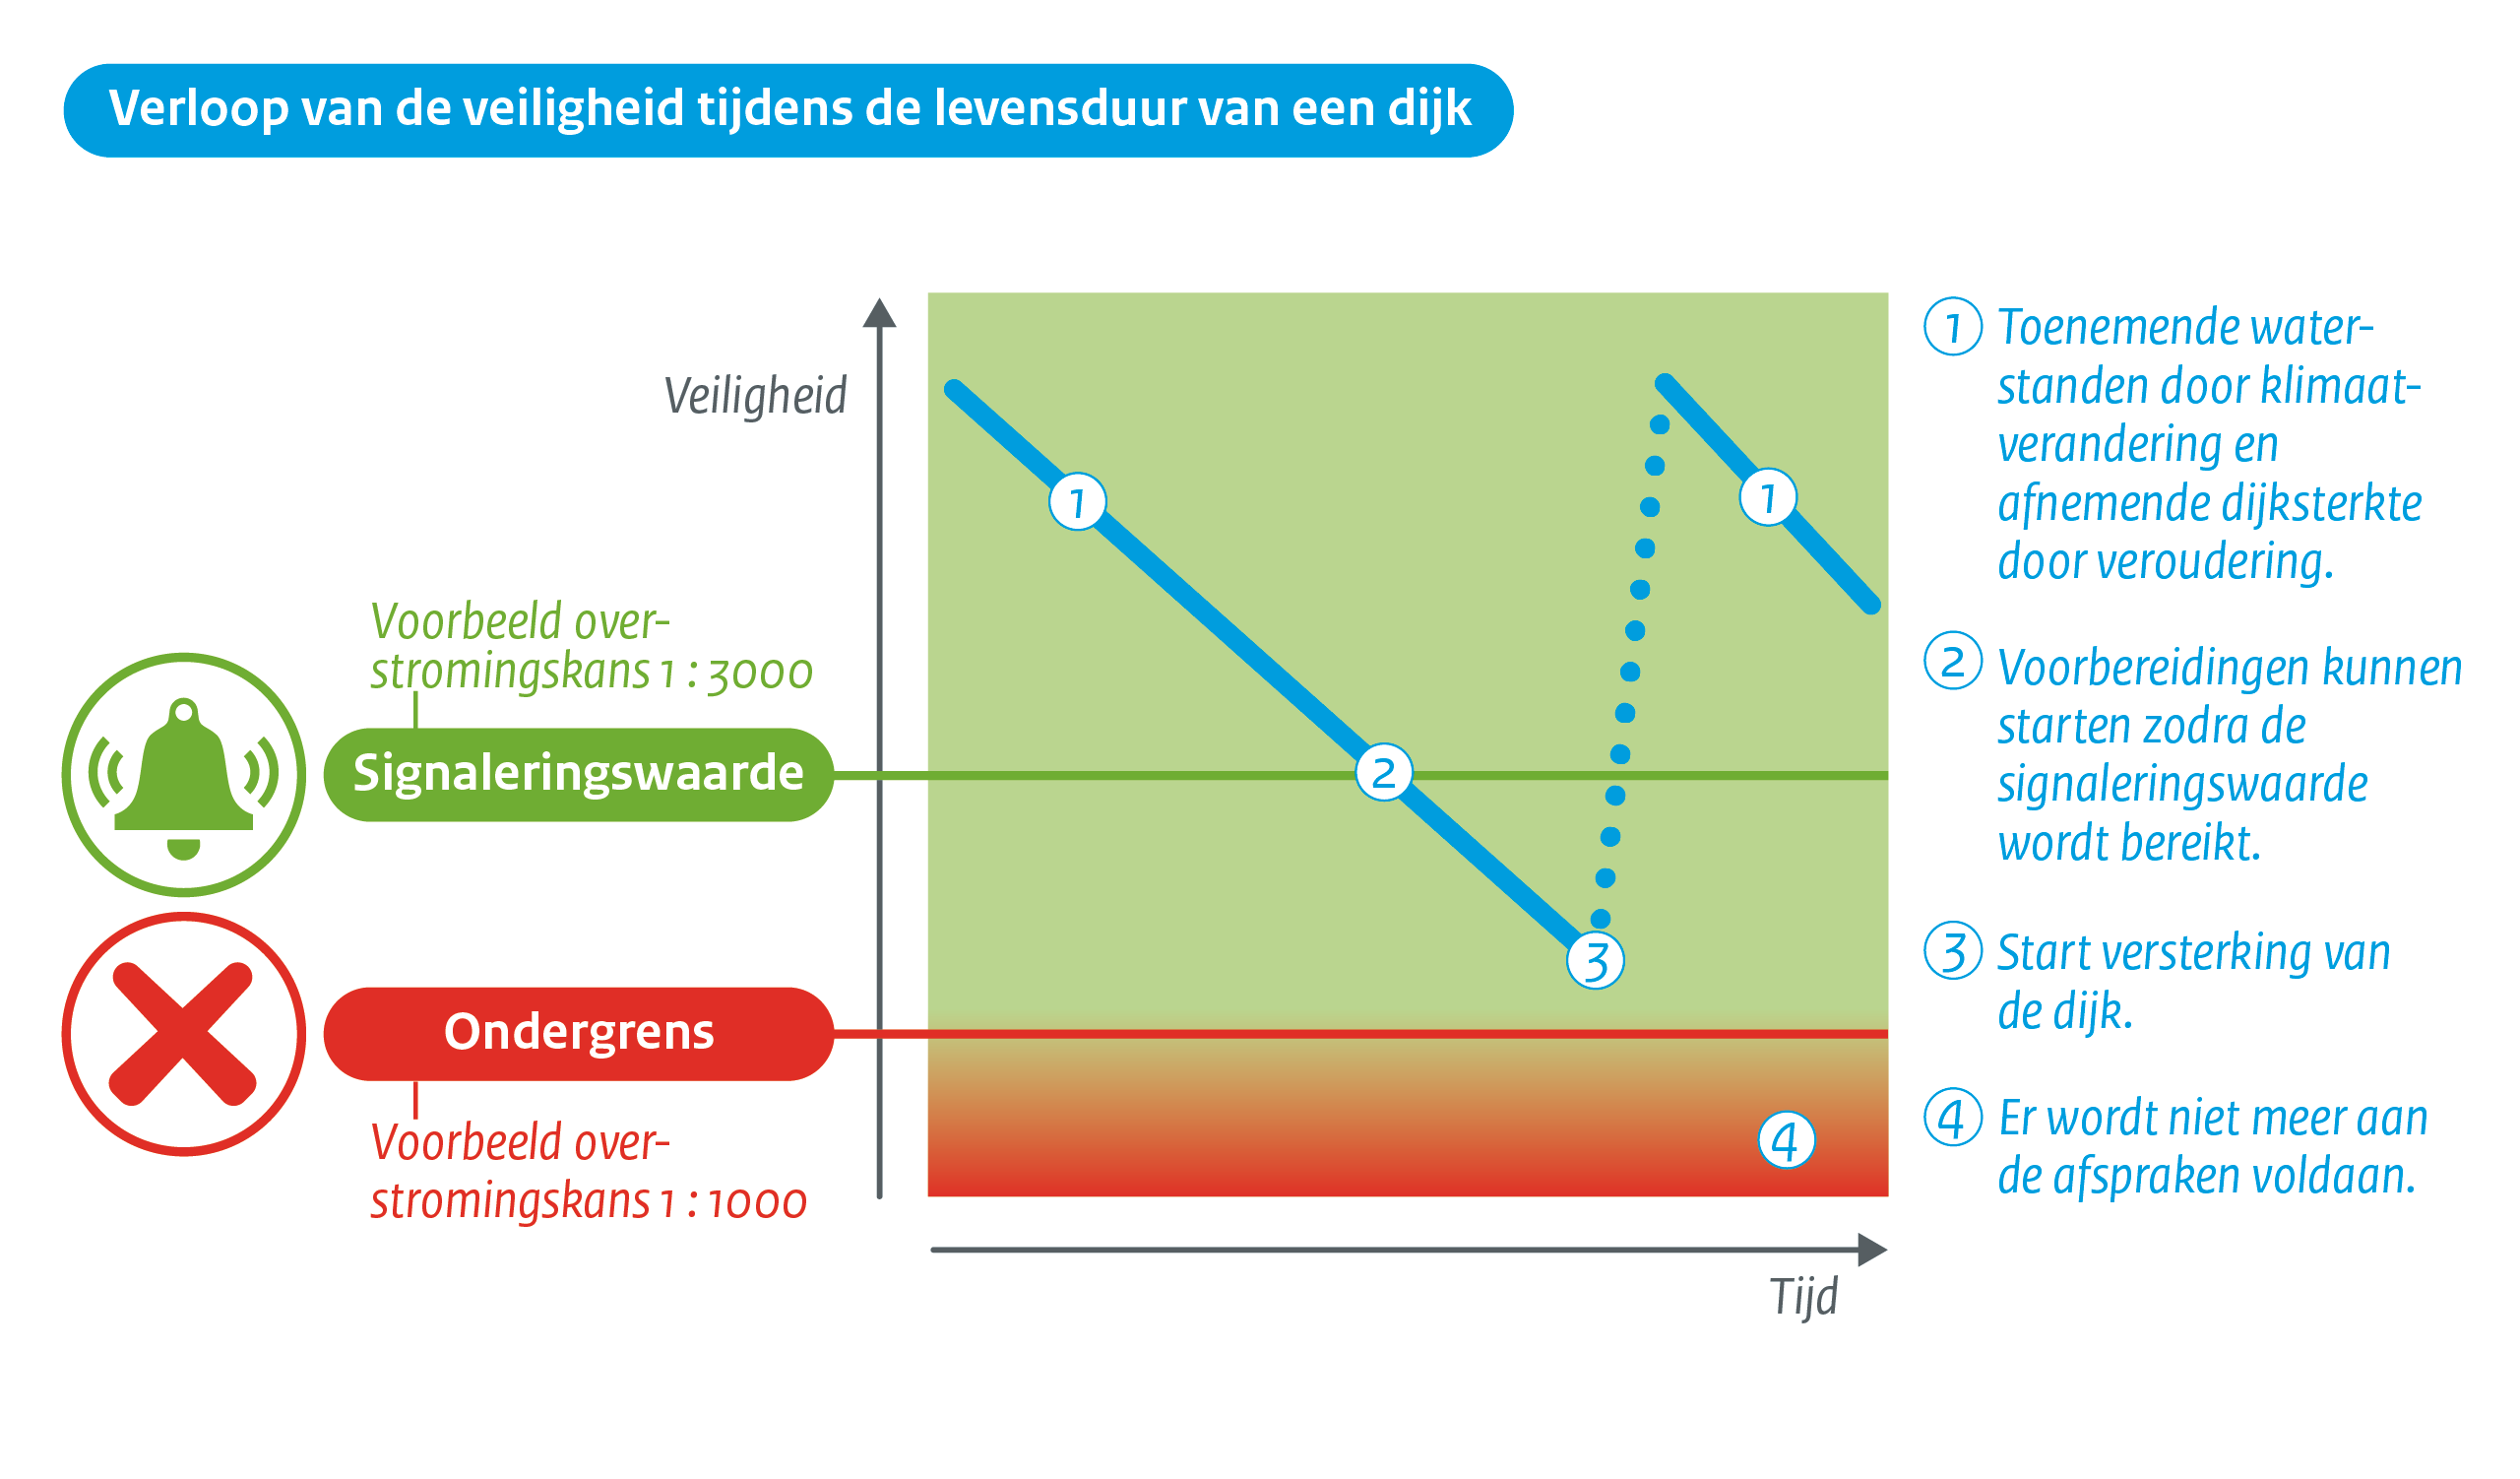 Verloop van de veiligheid tijdens de levensduur van een dijk
Veiligheid
Voorbeeld over-
stromingskans 1 : 3000
Signaleringswaarde
Ondergrens
Voorbeeld over-
stromingskans 1 : 1000
1
2
3
1
4
Tijd
1 Toenemende water-
standen door klimaat-
verandering en
afnemende dijksterkte
door veroudering.
2 Voorbereidingen kunnen
starten zodra de
signaleringswaarde
wordt bereikt.
3 Start versterking van
de dijk.
4 Er wordt niet meer aan
de afspraken voldaan.